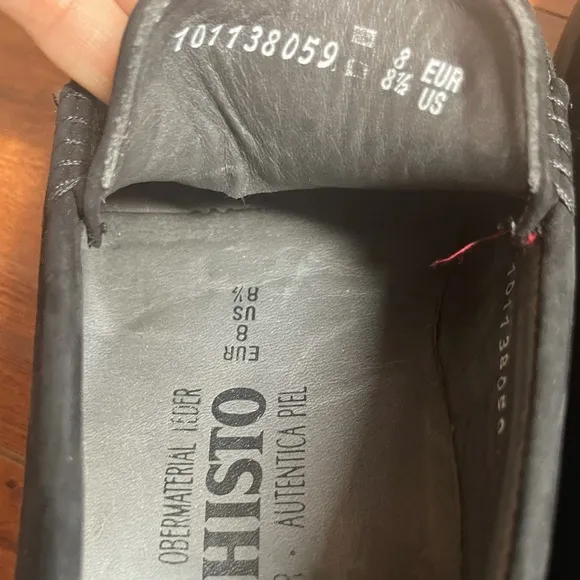 101138059
8 EUR
8½ US
101138059
EUR 8
US 8½
OBERMATERIAL LEDER
HISTO
AUTENTICA PIEL